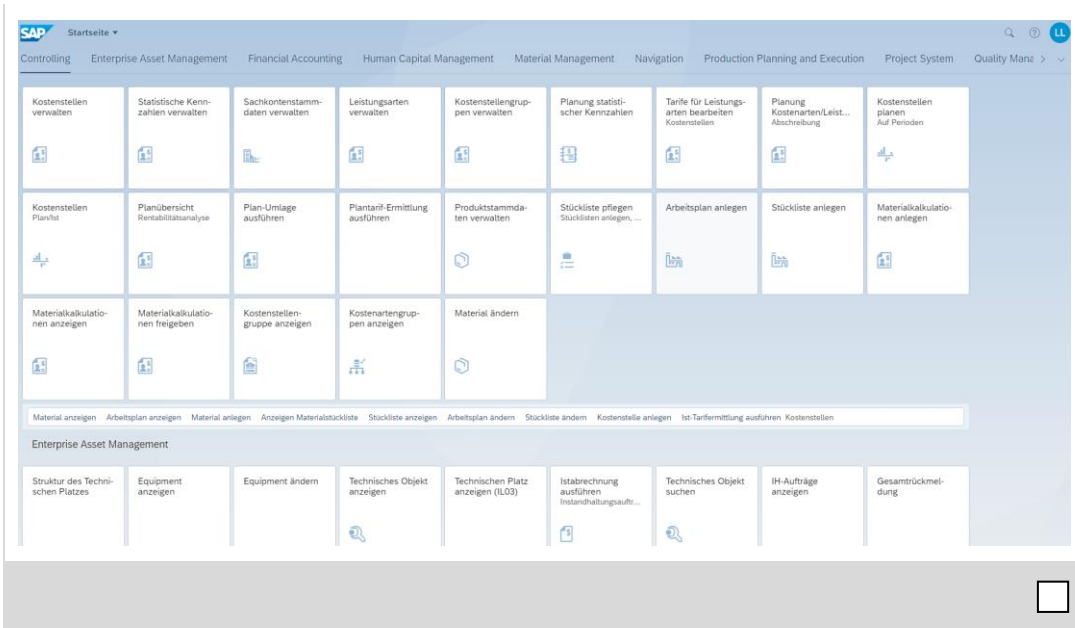 SAP Startseite LL
Controlling Enterprise Asset Management Financial Accounting Human Capital Management Material Management Navigation Production Planning and Execution Project System Quality Mana
Kostenstellen
verwalten
Statistische Kenn-
zahlen verwalten
Sachkontenstamm-
daten verwalten
Leistungsarten
verwalten
Kostenstellengrup-
pen verwalten
Planung statisti-
scher Kennzahlen
Tarife für Leistungs-
arten bearbeiten
Kostenstellen
Planung
Kostenarten/Leist...
Abschreibung
Kostenstellen
planen
Auf Perioden
Kostenstellen
Plan/Ist
Planübersicht
Rentabilitätsanalyse
Plan-Umlage
ausführen
Plantarif-Ermittlung
ausführen
Produktstammda-
ten verwalten
Stückliste pflegen
Stücklisten anlegen, ...
Arbeitsplan anlegen
Stückliste anlegen
Materialkalkulatio-
nen anlegen
Materialkalkulatio-
nen anzeigen
Materialkalkulatio-
nen freigeben
Kostenstellen-
gruppe anzeigen
Kostenartengrup-
pen anzeigen
Material ändern
Material anzeigen Arbeitsplan anzeigen Material anlegen Anzeigen Materialstückliste Stückliste anzeigen Arbeitsplan ändern Stückliste ändern Kostenstelle anlegen Ist-Tarifermittlung ausführen Kostenstellen
Enterprise Asset Management
Struktur des Techni-
schen Platzes
Equipment
anzeigen
Equipment ändern
Technisches Objekt
anzeigen
Technischen Platz
anzeigen (IL03)
Istabrechnung
ausführen
Instandhaltungsauftr...
Technisches Objekt
suchen
IH-Aufträge
anzeigen
Gesamtrückmel-
dung